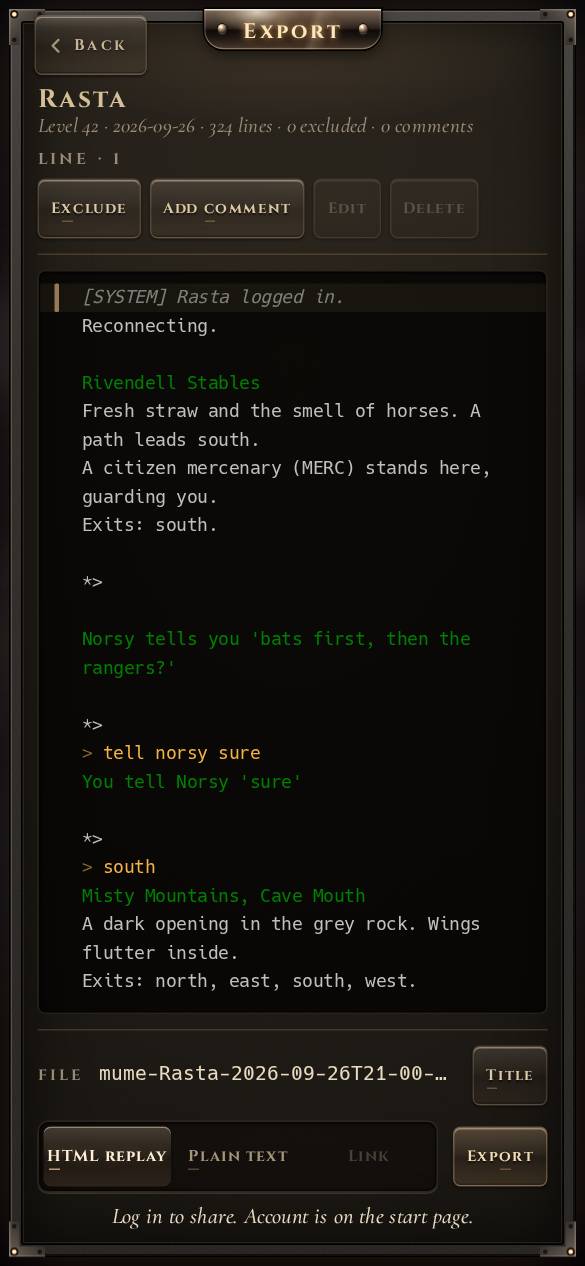 Export
Back
Rasta
Level 42 · 2026-09-26 · 324 lines · 0 excluded · 0 comments
LINE · 1
Exclude Add comment Edit Delete
[SYSTEM] Rasta logged in.
Reconnecting.
Rivendell Stables
Fresh straw and the smell of horses. A
path leads south.
A citizen mercenary (MERC) stands here,
guarding you.
Exits: south.
*>
Norsy tells you 'bats first, then the
rangers?'
*>
> tell norsy sure
You tell Norsy 'sure'
*>
> south
Misty Mountains, Cave Mouth
A dark opening in the grey rock. Wings
flutter inside.
Exits: north, east, south, west.
FILE mume-Rasta-2026-09-26T21-00-… Title
HTML replay Plain text Link Export
Log in to share. Account is on the start page.